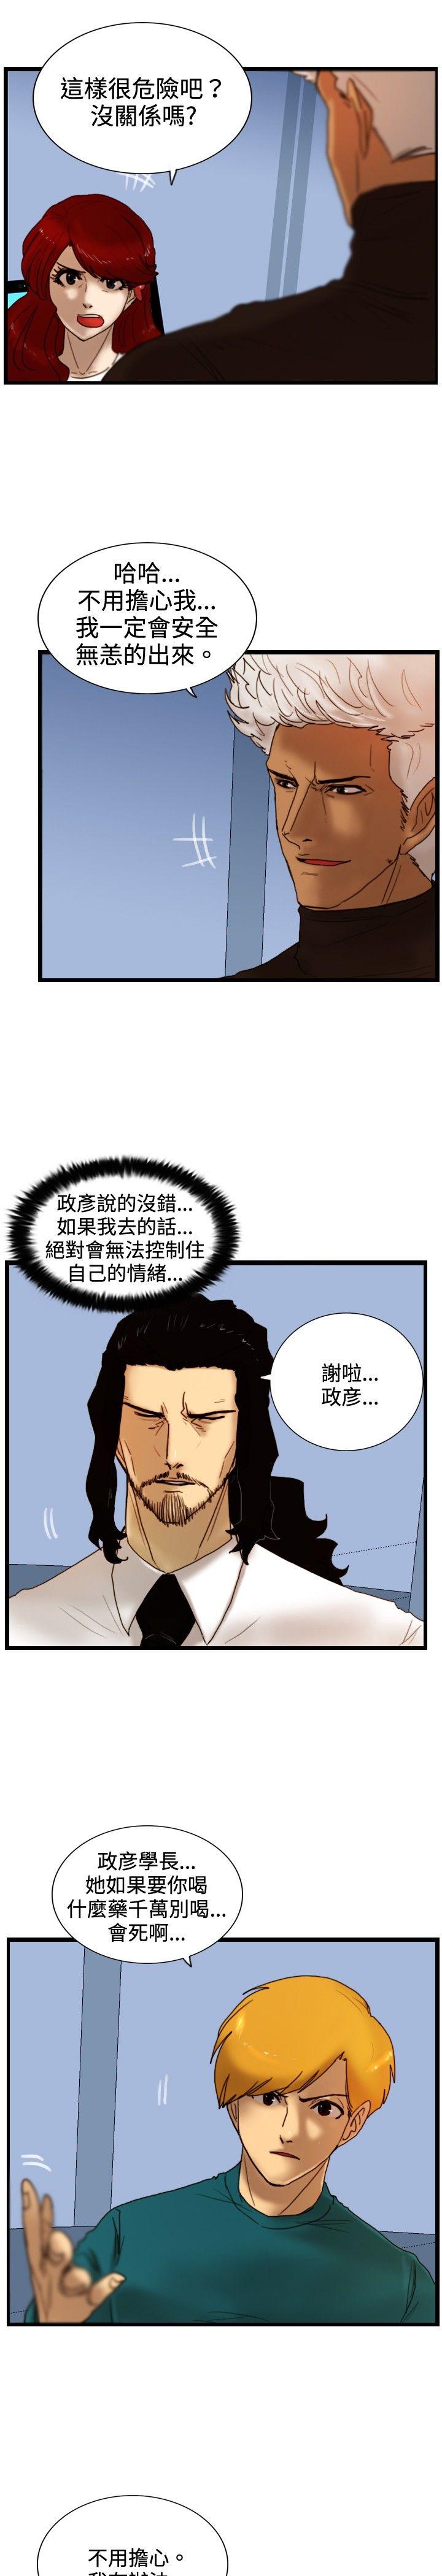 這樣很危險吧？
沒關係嗎?
哈哈...
不用擔心我...
我一定會安全
無恙的出來。
政彥說的沒錯...
如果我去的話...
絕對會無法控制住
自己的情緒...
謝啦...
政彥...
政彥學長...
她如果要你喝
什麼藥千萬別喝...
會死啊...
不用擔心。